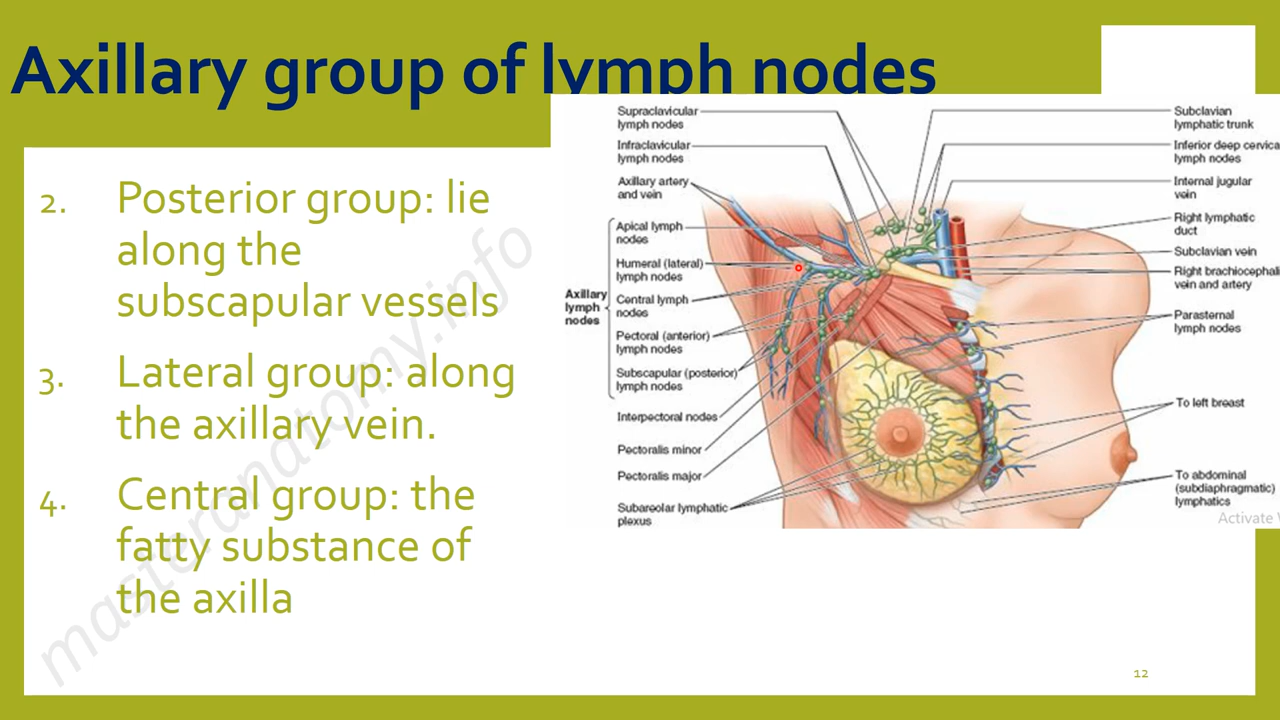 Axillary group of lymph nodes
2. Posterior group: lie
along the
subscapular vessels
3. Lateral group: along
the axillary vein.
4. Central group: the
fatty substance of
the axilla
Supraclavicular
lymph nodes
Infraclavicular
lymph nodes
Axillary artery
and vein
Apical lymph
nodes
Humeral (lateral)
lymph nodes
Axillary
lymph
nodes
Central lymph
nodes
Pectoral (anterior)
lymph nodes
Subscapular (posterior)
lymph nodes
Interpectoral nodes
Pectoralis minor
Pectoralis major
Subareolar lymphatic
plexus
Subclavian
lymphatic trunk
Inferior deep cervica
lymph nodes
Internal jugular
vein
Right lymphatic
duct
Subclavian vein
Right brachiocephali
vein and artery
Parasternal
lymph nodes
To left breast
To abdominal
(subdiaphragmatic)
lymphatics
Activate W
masteranatomy.info
12